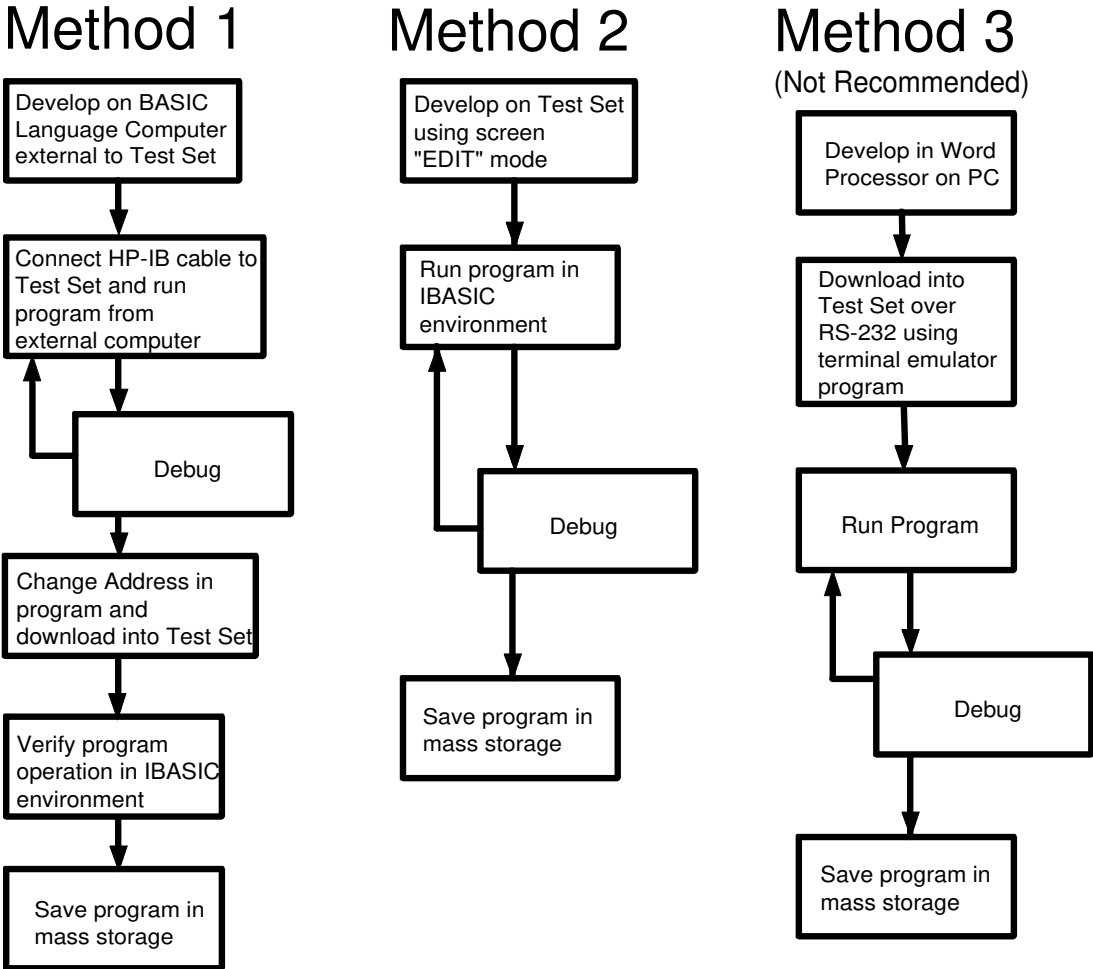 Method 1
Develop on BASIC
Language Computer
external to Test Set
Connect HP-IB cable to
Test Set and run
program from
external computer
Debug
Change Address in
program and
download into Test Set
Verify program
operation in IBASIC
environment
Save program in
mass storage
Method 2
Develop on Test Set
using screen
"EDIT" mode
Run program in
IBASIC
environment
Debug
Save program in
mass storage
Method 3
(Not Recommended)
Develop in Word
Processor on PC
Download into
Test Set over
RS-232 using
terminal emulator
program
Run Program
Debug
Save program in
mass storage